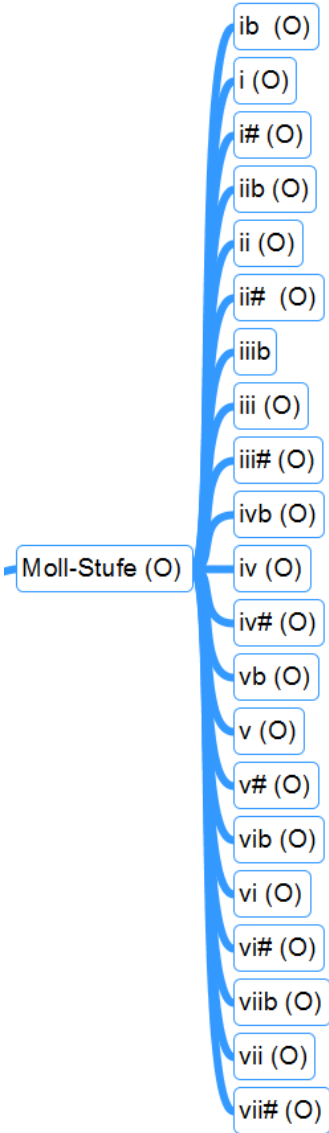 ib  (O)
i (O)
i# (O)
iib (O)
ii (O)
ii#  (O)
iiib
iii (O)
iii# (O)
ivb (O)
Moll-Stufe (O)
iv (O)
iv# (O)
vb (O)
v (O)
v# (O)
vib (O)
vi (O)
vi# (O)
viib (O)
vii (O)
vii# (O)